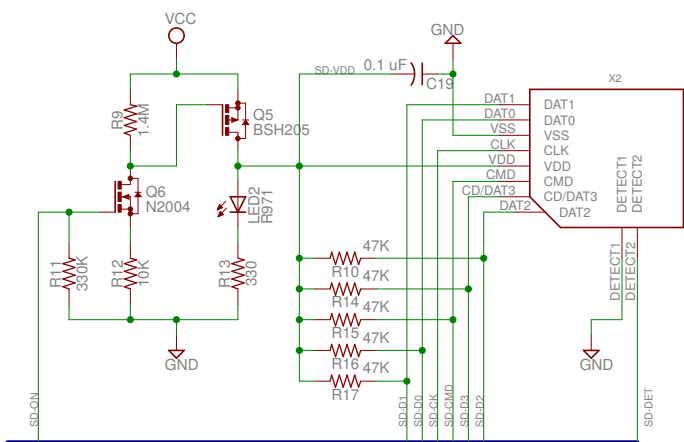 VCC
GND
SD-VDD
0.1 uF
C19
X2
R9
1.4M
Q5
BSH205
DAT1
DAT0
VSS
CLK
VDD
CMD
CD/DAT3
DAT2
DAT1
DAT0
VSS
CLK
VDD
CMD
CD/DAT3
DAT2
DETECT1
DETECT2
Q6
N2004
LED2
R971
R11
330K
R12
10K
R13
330
47K
R10
47K
R14
47K
R15
47K
R16
47K
R17
DETECT1
DETECT2
GND
GND
SD-ON
SD-D1
SD-D0
SD-CK
SD-CMD
SD-D3
SD-D2
SD-DET